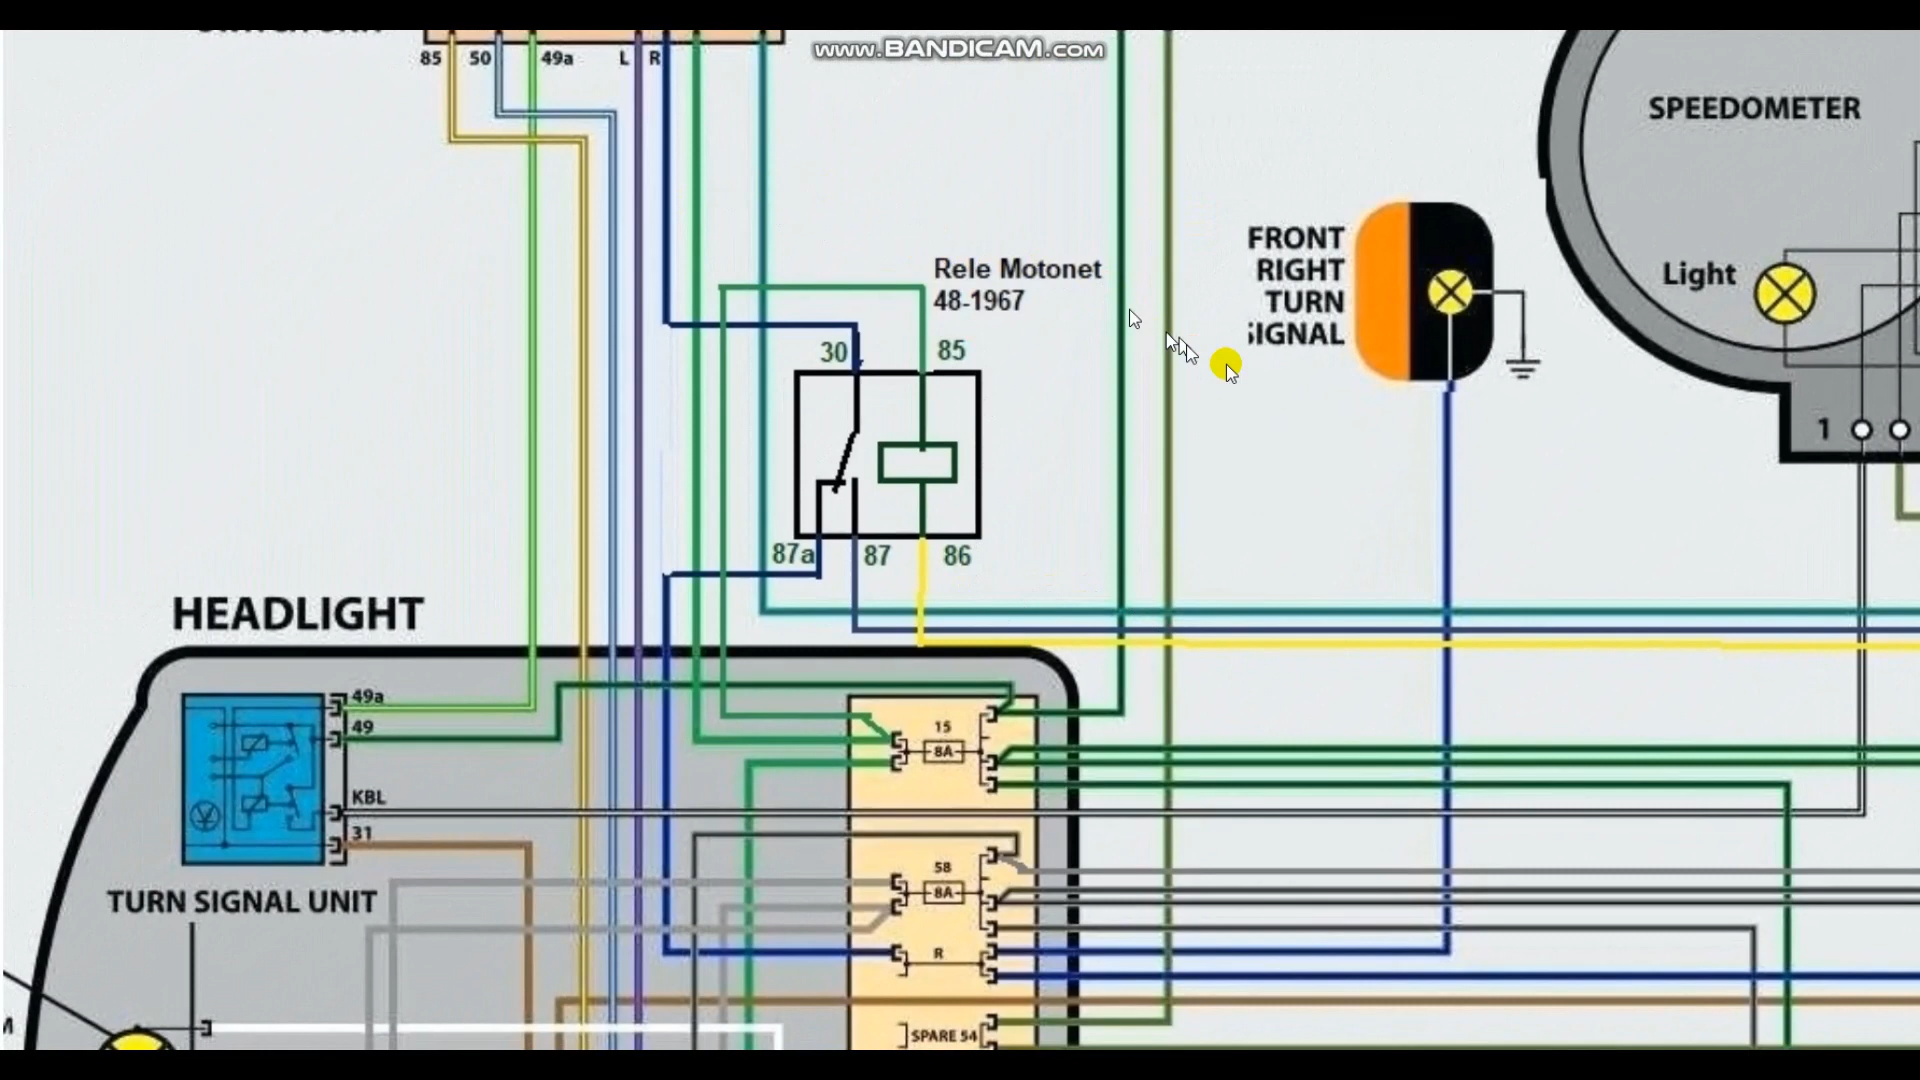 www.BANDICAM.com
85 50 49a L R
SPEEDOMETER
Light
1
FRONT
RIGHT
TURN
SIGNAL
Rele Motonet
48-1967
30 85
87a 87 86
HEADLIGHT
49a
49
KBL
31
TURN SIGNAL UNIT
15
8A
58
8A
R
SPARE 54
M